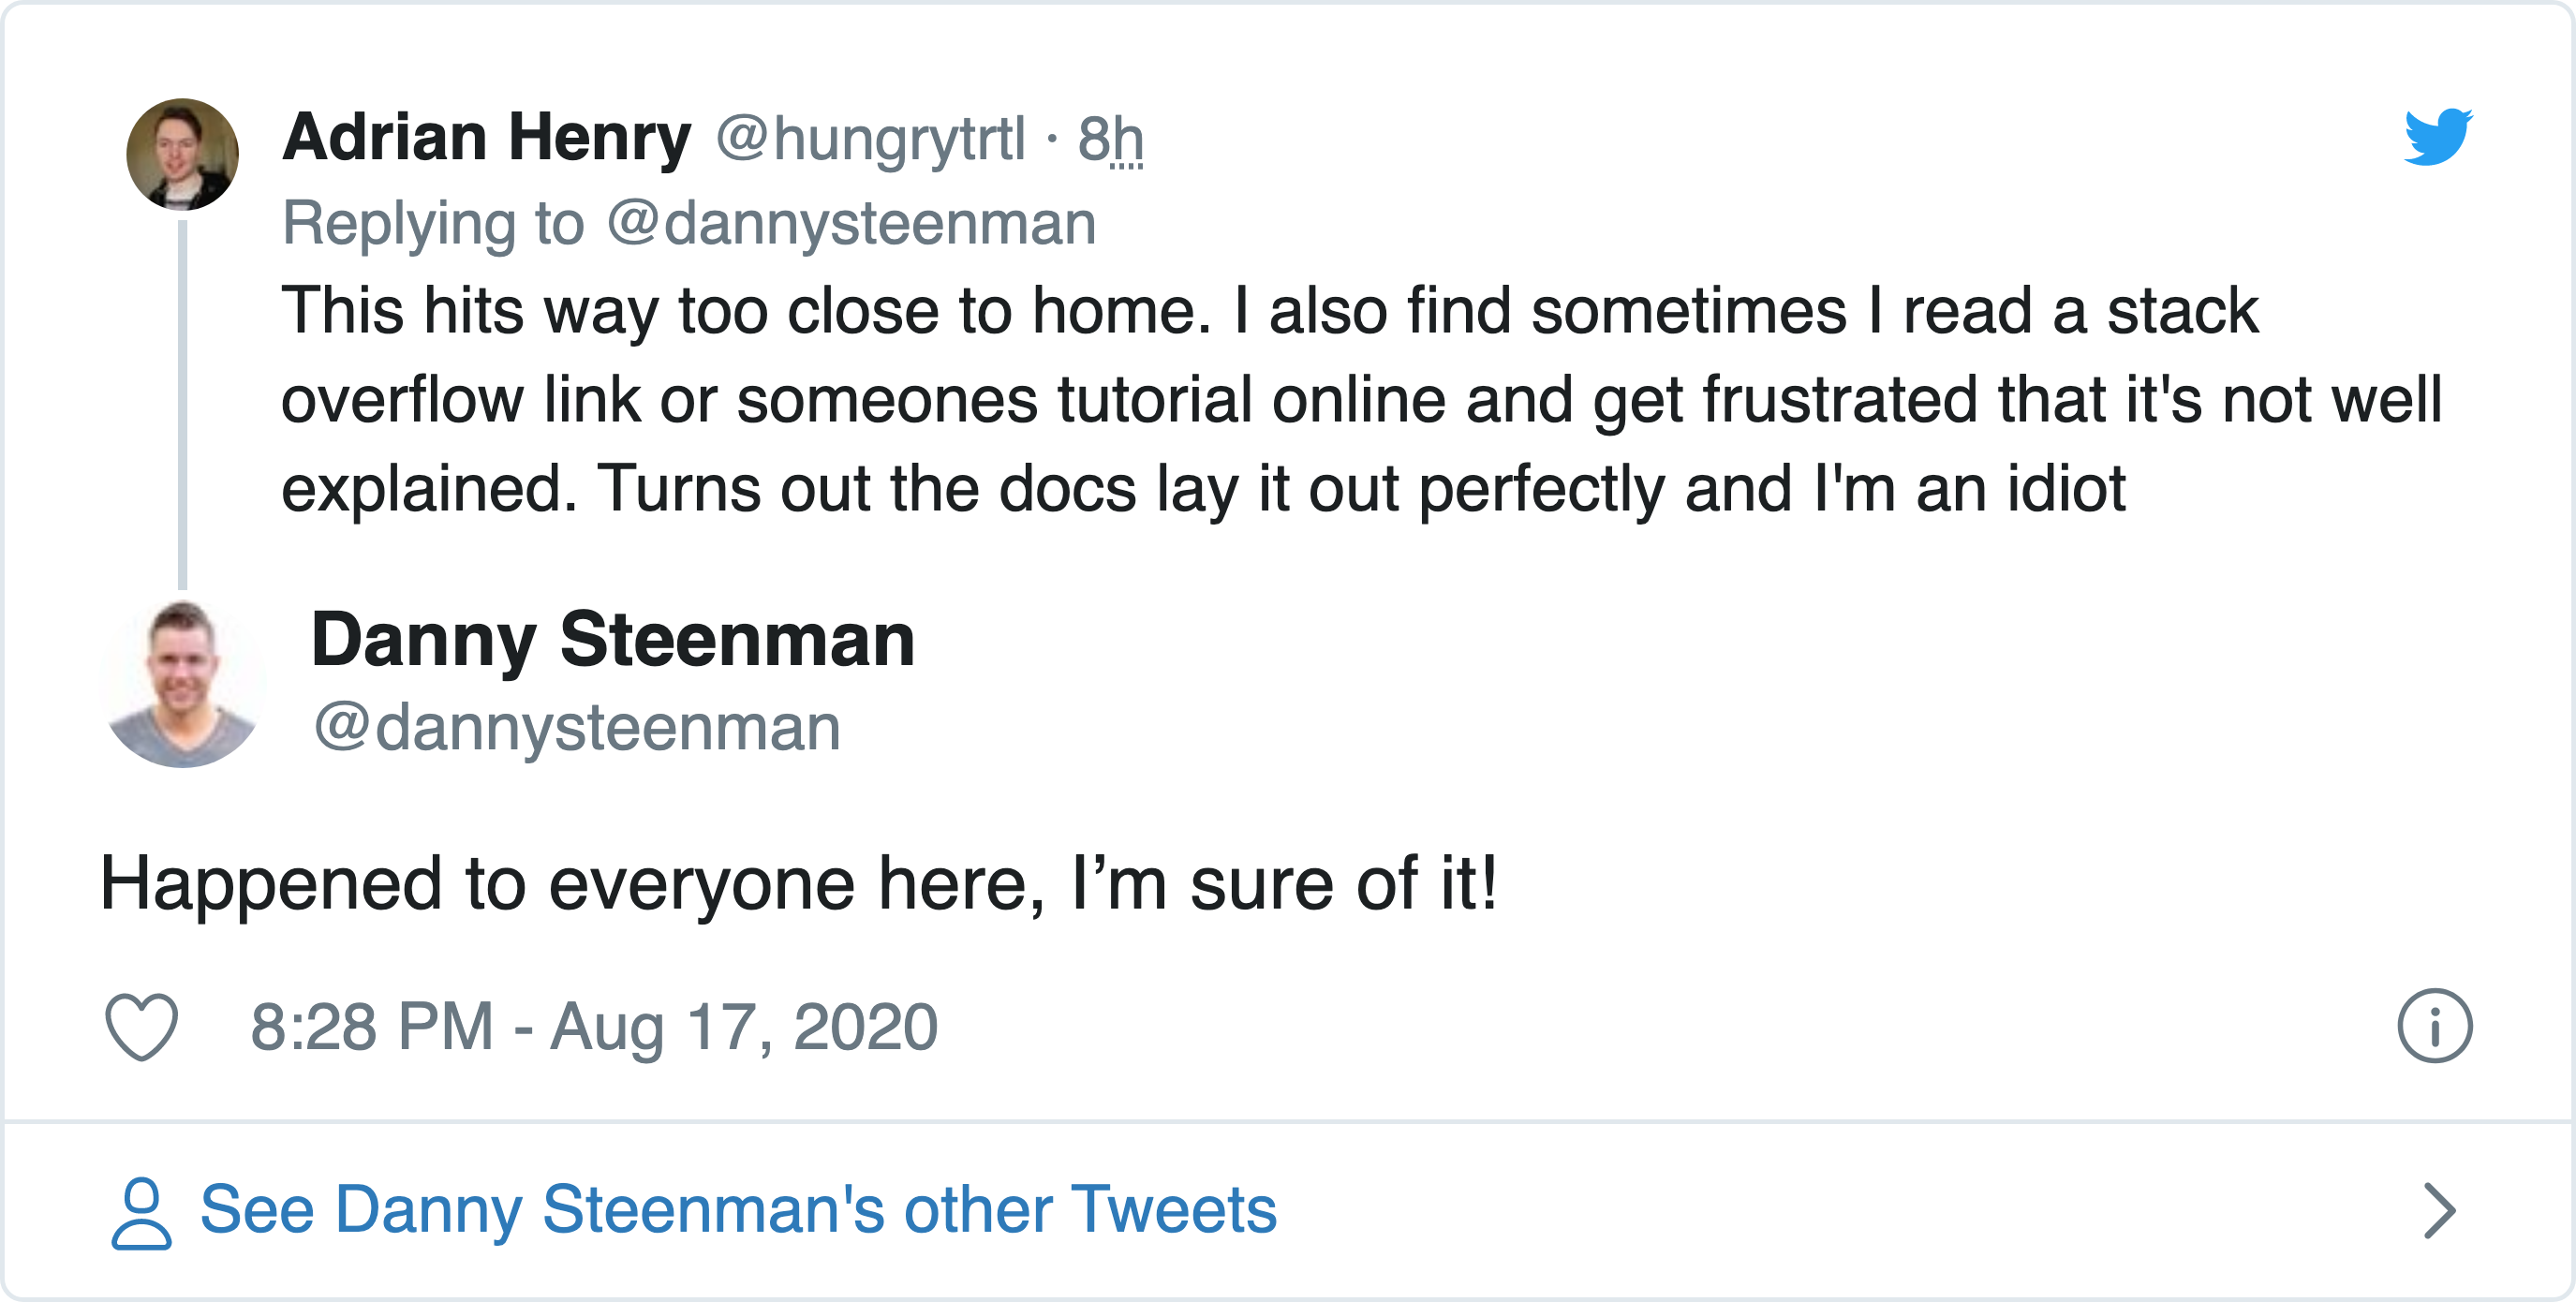 Adrian Henry @hungrytrtl · 8h
Replying to @dannysteenman
This hits way too close to home. I also find sometimes I read a stack
overflow link or someones tutorial online and get frustrated that it's not well
explained. Turns out the docs lay it out perfectly and I'm an idiot
Danny Steenman
@dannysteenman
Happened to everyone here, I’m sure of it!
8:28 PM - Aug 17, 2020
See Danny Steenman's other Tweets